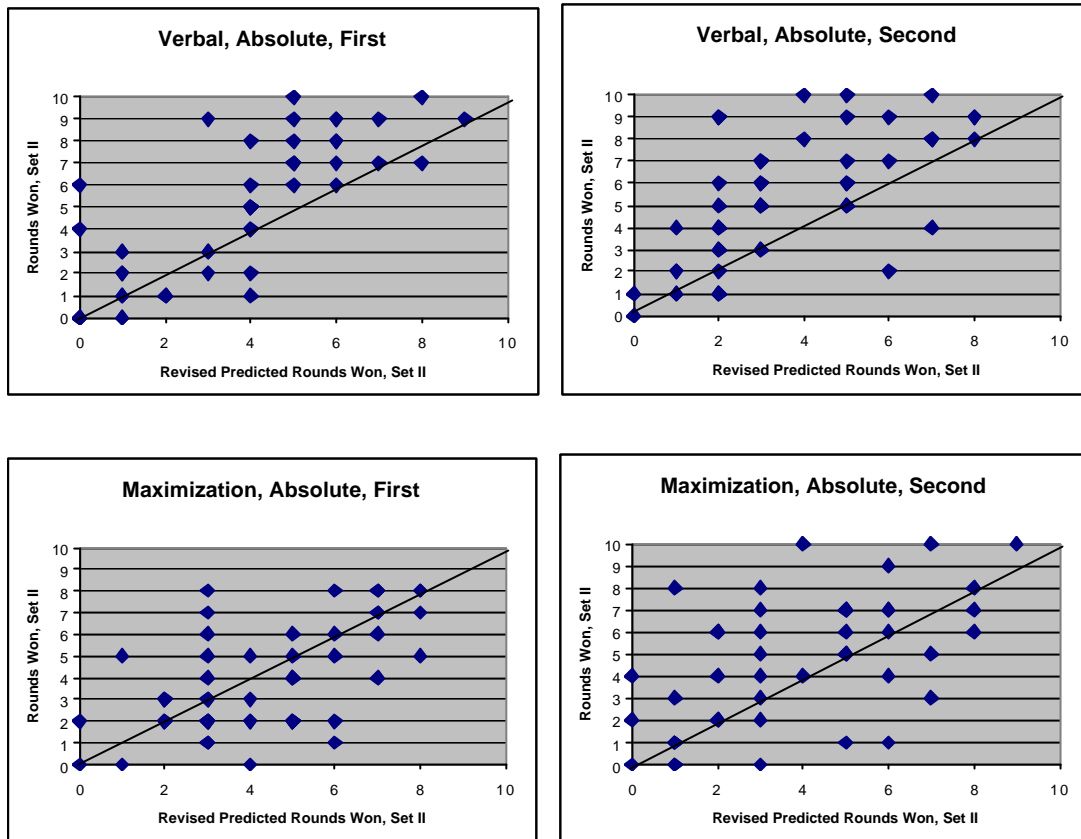 Verbal, Absolute, First
Rounds Won, Set II
10
9
8
7
6
5
4
3
2
1
0
0 2 4 6 8 10
Revised Predicted Rounds Won, Set II
Verbal, Absolute, Second
Rounds Won, Set II
10
9
8
7
6
5
4
3
2
1
0
0 2 4 6 8 10
Revised Predicted Rounds Won, Set II
Maximization, Absolute, First
Rounds Won, Set II
10
9
8
7
6
5
4
3
2
1
0
0 2 4 6 8 10
Revised Predicted Rounds Won, Set II
Maximization, Absolute, Second
Rounds Won, Set II
10
9
8
7
6
5
4
3
2
1
0
0 2 4 6 8 10
Revised Predicted Rounds Won, Set II